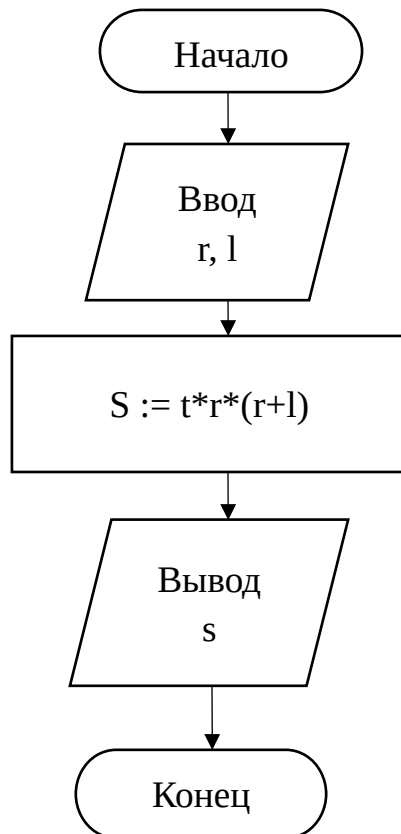 Начало
Ввод
r, l
S := t*r*(r+l)
Вывод
s
Конец